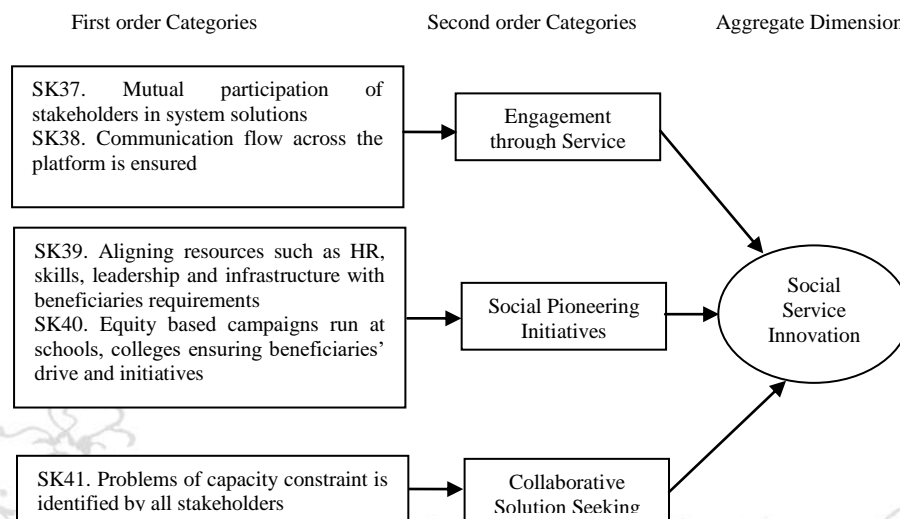 First order Categories
Second order Categories
Aggregate Dimension
SK37. Mutual participation of
stakeholders in system solutions
SK38. Communication flow across the
platform is ensured
Engagement
through Service
SK39. Aligning resources such as HR,
skills, leadership and infrastructure with
beneficiaries requirements
SK40. Equity based campaigns run at
schools, colleges ensuring beneficiaries’
drive and initiatives
Social Pioneering
Initiatives
Social
Service
Innovation
SK41. Problems of capacity constraint is
identified by all stakeholders
Collaborative
Solution Seeking